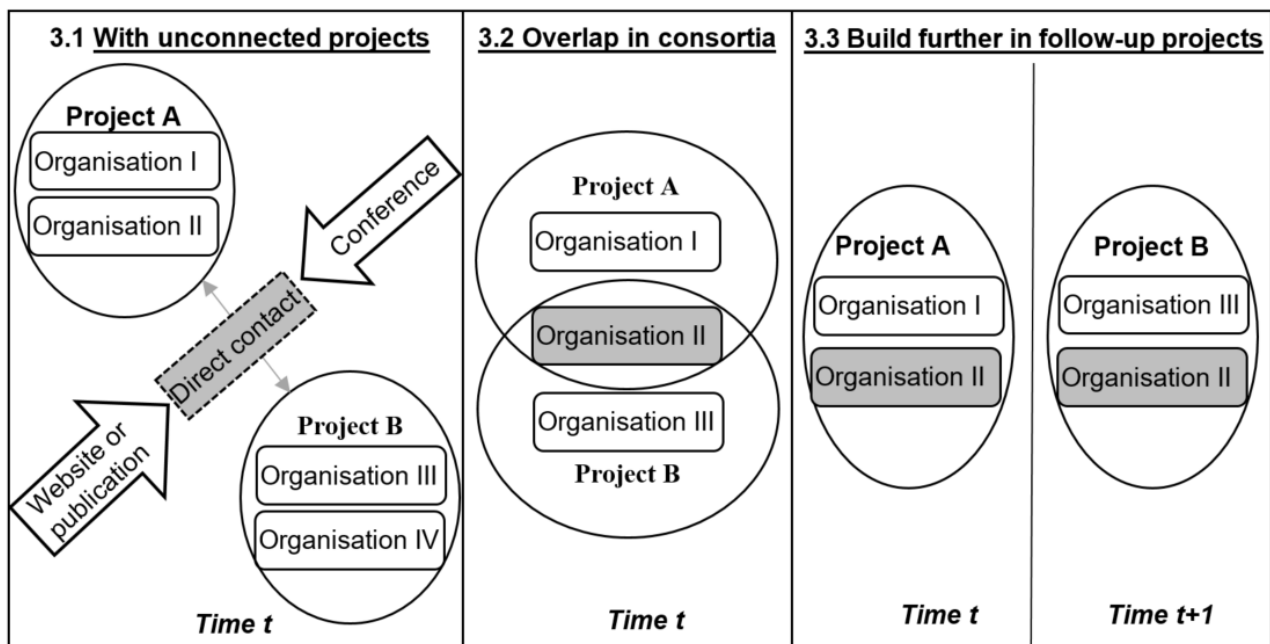 3.1 With unconnected projects
Project A
Organisation I
Organisation II
Conference
Direct contact
Website or
publication
Project B
Organisation III
Organisation IV
Time t
3.2 Overlap in consortia
Project A
Organisation I
Organisation II
Organisation III
Project B
Time t
3.3 Build further in follow-up projects
Project A
Organisation I
Organisation II
Time t
Project B
Organisation III
Organisation II
Time t+1